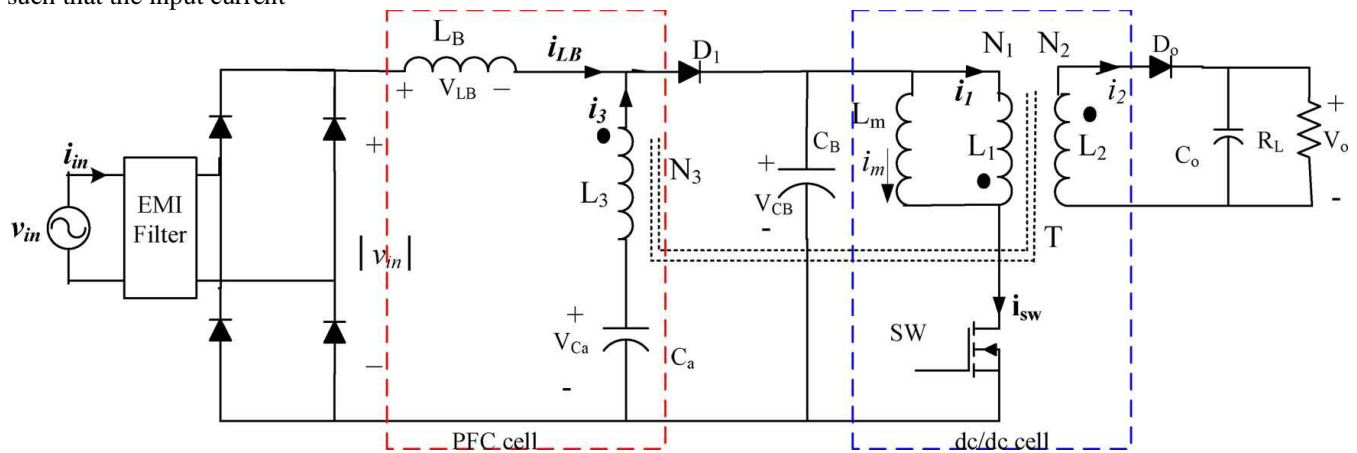 such that the input current
L_B
i_LB
D_1
N_1
N_2
D_o
+ V_LB −
i_3
i_1
i_2
+
L_m
C_B
i_in
+
N_3
+
i_m
L_1
L_2
C_o
R_L
V_o
EMI
Filter
L_3
V_CB
-
-
v_in
| v_in |
T
+
V_Ca
i_sw
C_a
SW
−
-
PFC cell
dc/dc cell